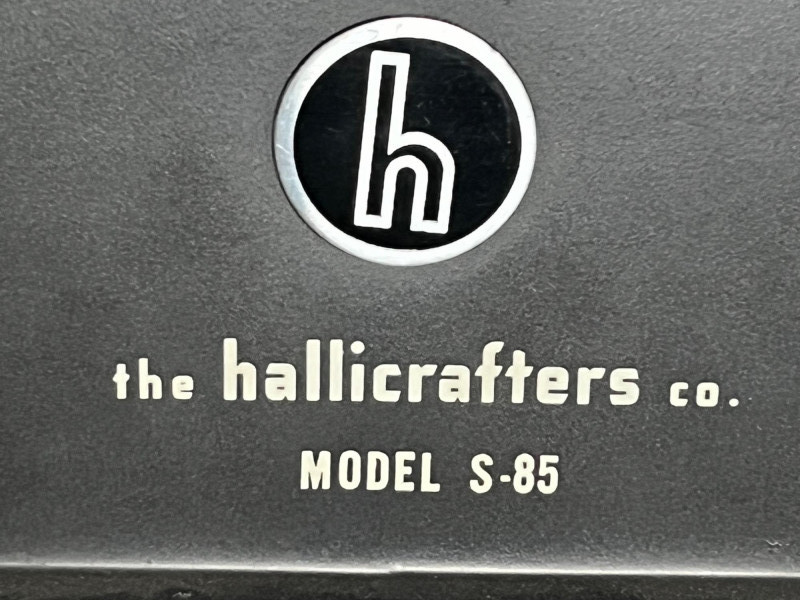 h
the hallicrafters co.
MODEL S-85